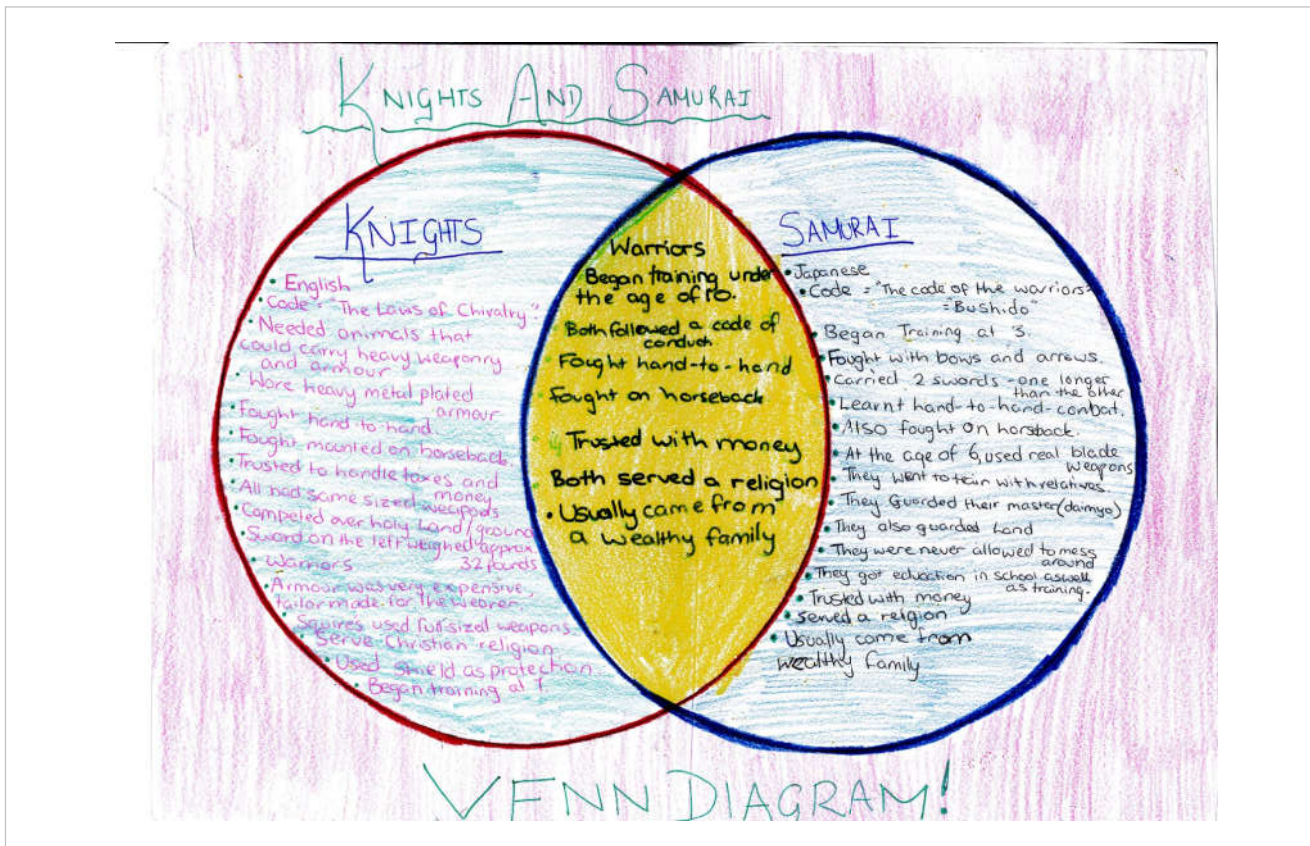 KNIGHTS AND SAMURAI
KNIGHTS
• English
• Code = "The Laws of Chivalry".
• Needed animals that
could carry heavy weaponry
and armour
• Wore heavy metal plated
armour
• Fought hand-to-hand.
• Fought mounted on horseback.
• Trusted to handle taxes and
money
• All had same sized weapons
• Competed over holy Land/ground
• Sword on the left weighed approx
32 pounds
• Warriors
• Armour was very expensive,
tailor made for the wearer.
• Squires used full sized weapons.
• Serve Christian religion
• Used shield as protection
• Began training at 7.
Warriors
Began training under
the age of 10.
• Both followed a code of
conduct
• Fought hand-to-hand
• Fought on horseback
• Trusted with money
• Both served a religion
• Usually came from
a wealthy family
SAMURAI
• Japanese
• Code = "The code of the warriors"
= "Bushido"
• Began Training at 3.
• Fought with bows and arrows.
• Carried 2 swords - one longer
than the other
• Learnt hand-to-hand-combat.
• Also fought on horsback.
• At the age of 6, used real blade
weapons
• They went to with relatives.
• They Guarded their master (daimyo)
• They also guarded Land
• They were never allowed to mess
around
• They got education in school aswell
as training.
• Trusted with money
• served a religion
• Usually came from
wealthy family
VENN DIAGRAM!